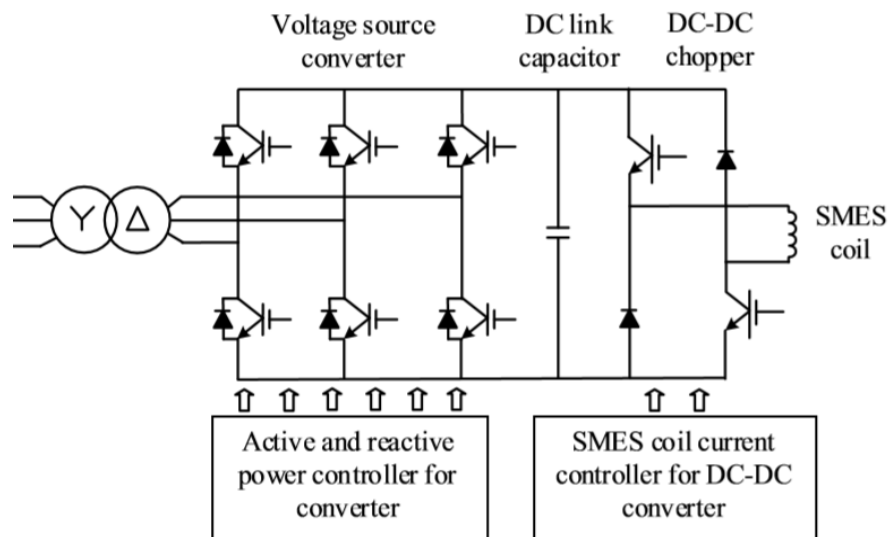 Voltage source
converter
DC link
capacitor
DC-DC
chopper
Y
Δ
SMES
coil
Active and reactive
power controller for
converter
SMES coil current
controller for DC-DC
converter